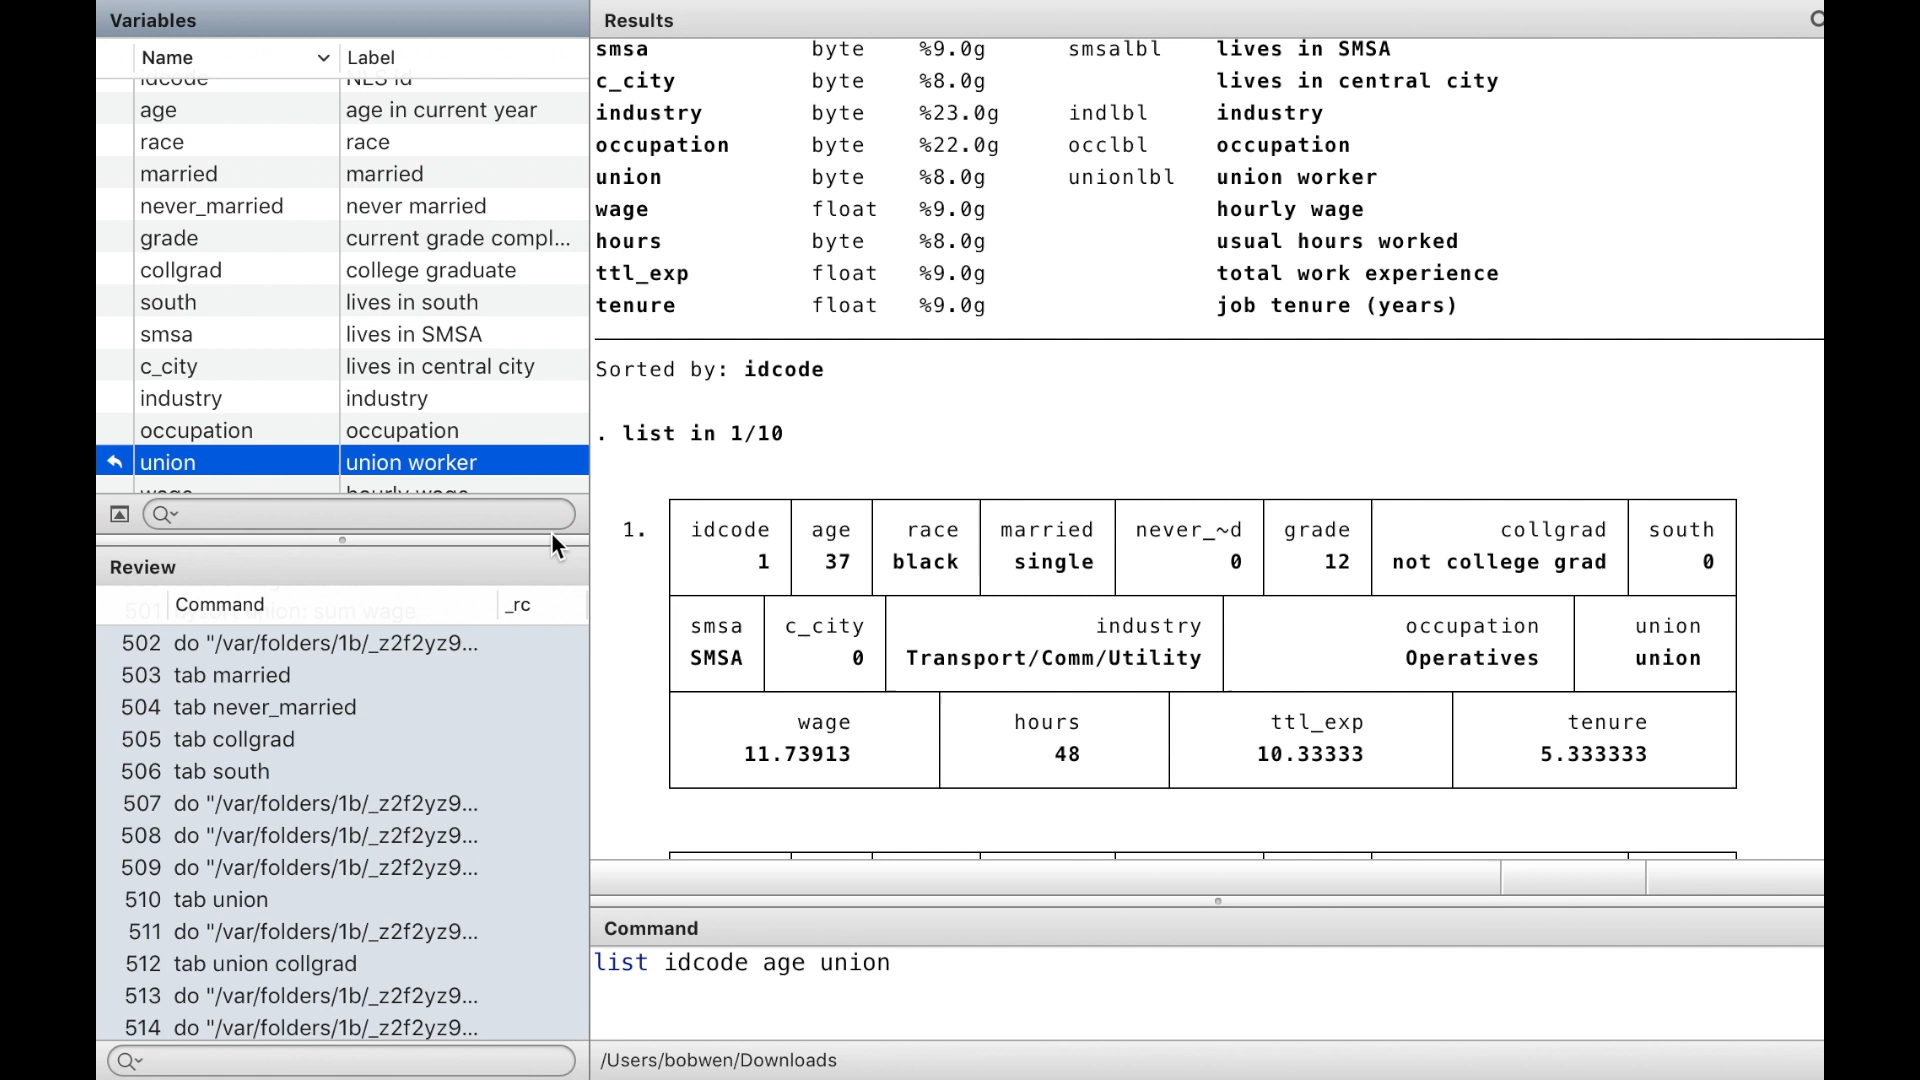 Variables
Name Label
idcode NLS id
age age in current year
race race
married married
never_married never married
grade current grade compl...
collgrad college graduate
south lives in south
smsa lives in SMSA
c_city lives in central city
industry industry
occupation occupation
union union worker
wage hourly wage
Review
Command _rc
501 bysort union: sum wage
502 do "/var/folders/1b/_z2f2yz9...
503 tab married
504 tab never_married
505 tab collgrad
506 tab south
507 do "/var/folders/1b/_z2f2yz9...
508 do "/var/folders/1b/_z2f2yz9...
509 do "/var/folders/1b/_z2f2yz9...
510 tab union
511 do "/var/folders/1b/_z2f2yz9...
512 tab union collgrad
513 do "/var/folders/1b/_z2f2yz9...
514 do "/var/folders/1b/_z2f2yz9...
Results
smsa byte %9.0g smsalbl lives in SMSA
c_city byte %8.0g lives in central city
industry byte %23.0g indlbl industry
occupation byte %22.0g occlbl occupation
union byte %8.0g unionlbl union worker
wage float %9.0g hourly wage
hours byte %8.0g usual hours worked
ttl_exp float %9.0g total work experience
tenure float %9.0g job tenure (years)
Sorted by: idcode
. list in 1/10
1. idcode age race married never_~d grade collgrad south
1 37 black single 0 12 not college grad 0
smsa c_city industry occupation union
SMSA 0 Transport/Comm/Utility Operatives union
wage hours ttl_exp tenure
11.73913 48 10.33333 5.333333
Command
list idcode age union
/Users/bobwen/Downloads